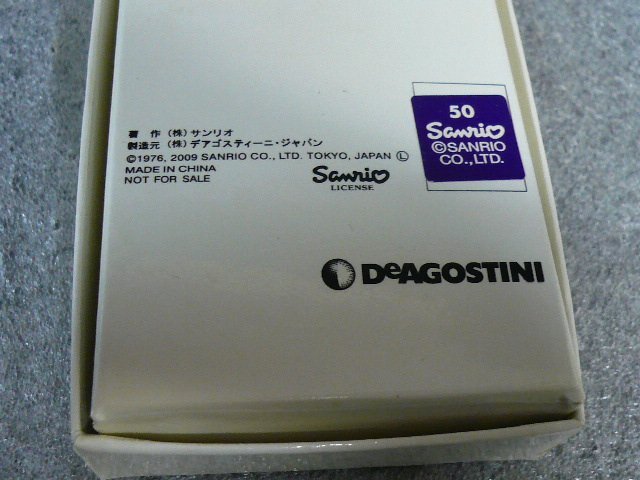 著 作 (株) サンリオ
製造元 (株) デアゴスティーニ・ジャパン
©1976, 2009 SANRIO CO., LTD. TOKYO, JAPAN Ⓛ
MADE IN CHINA
NOT FOR SALE
Sanrio
LICENSE
50
Sanrio
©SANRIO
CO., LTD.
DeAGOSTINI